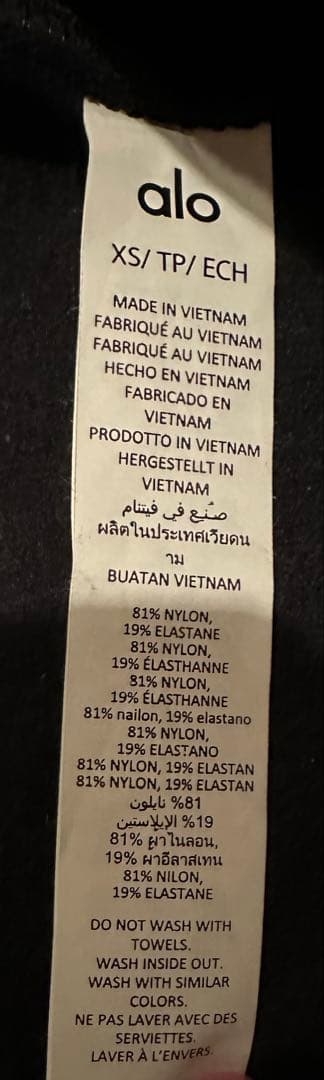 alo
XS/ TP/ ECH
MADE IN VIETNAM
FABRIQUÉ AU VIETNAM
FABRIQUÉ AU VIETNAM
HECHO EN VIETNAM
FABRICADO EN
VIETNAM
PRODOTTO IN VIETNAM
HERGESTELLT IN
VIETNAM
صُنع في فيتنام
ผลิตในประเทศเวียดน
าม
BUATAN VIETNAM
81% NYLON,
19% ELASTANE
81% NYLON,
19% ÉLASTHANNE
81% NYLON,
19% ÉLASTHANNE
81% nailon, 19% elastano
81% NYLON,
19% ELASTANO
81% NYLON, 19% ELASTAN
81% NYLON, 19% ELASTAN
81% نايلون
19% الإيلاستين
81% ผ้าไนลอน,
19% ผ้าอีลาสเทน
81% NILON,
19% ELASTANE
DO NOT WASH WITH
TOWELS.
WASH INSIDE OUT.
WASH WITH SIMILAR
COLORS.
NE PAS LAVER AVEC DES
SERVIETTES.
LAVER À L'ENVERS.